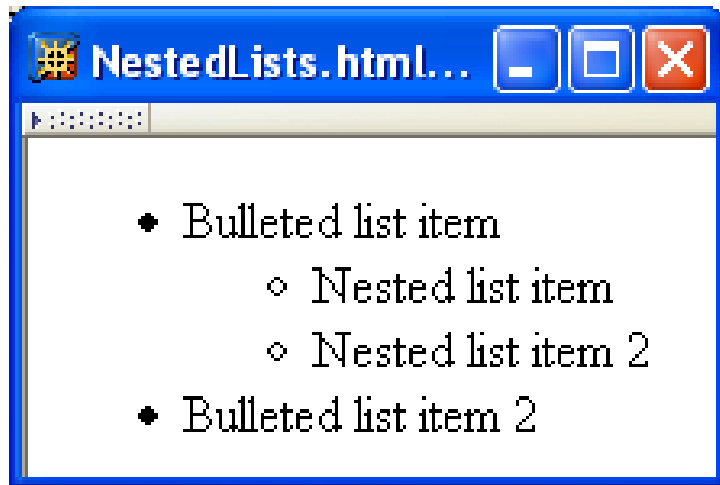 NestedLists.html...
• Bulleted list item
◦ Nested list item
◦ Nested list item 2
• Bulleted list item 2